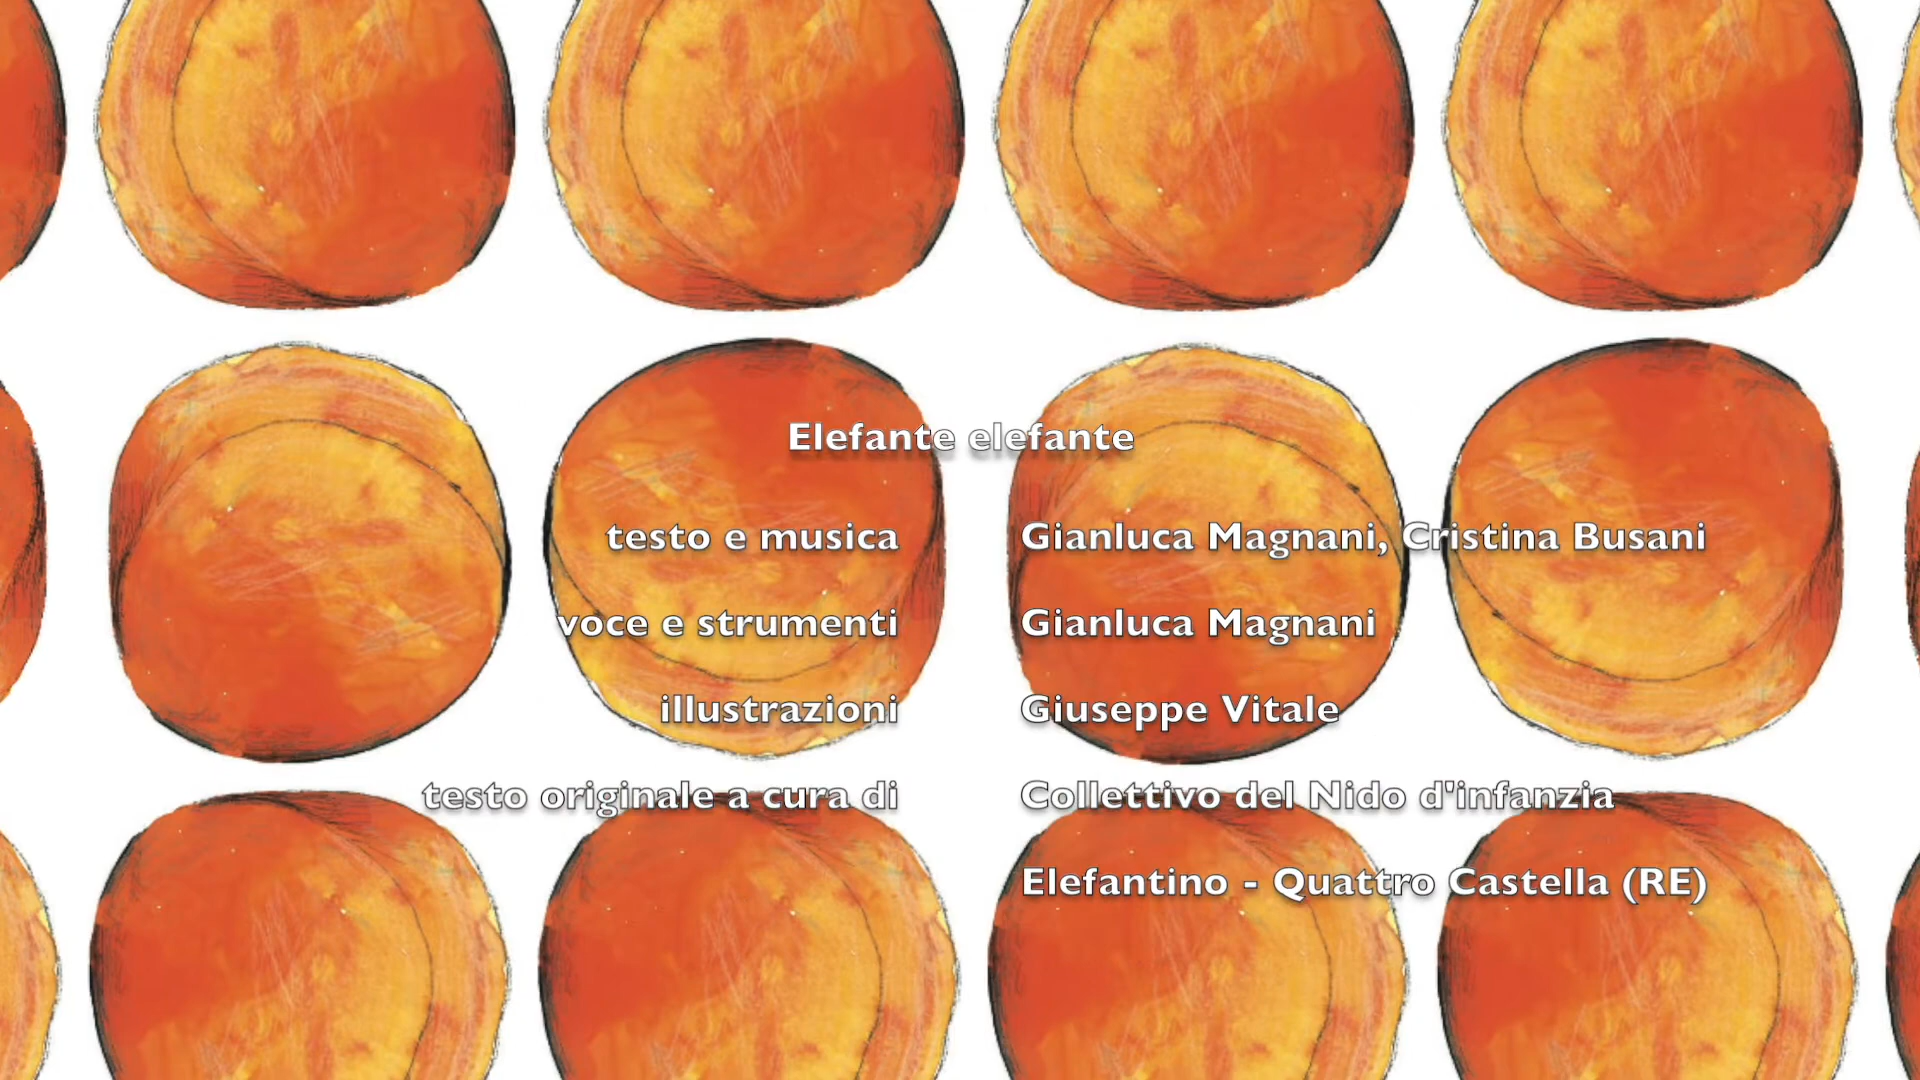 Elefante elefante
testo e musica Gianluca Magnani, Cristina Busani
voce e strumenti Gianluca Magnani
illustrazioni Giuseppe Vitale
testo originale a cura di Collettivo del Nido d'infanzia
Elefantino - Quattro Castella (RE)